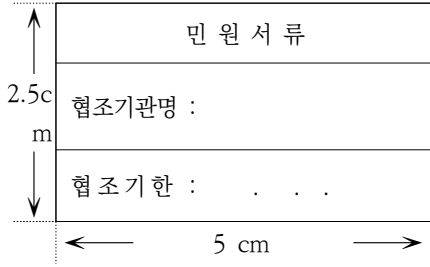 민 원 서 류
2.5c
m
협조기관명 :
협 조 기 한 : . . .
5 cm